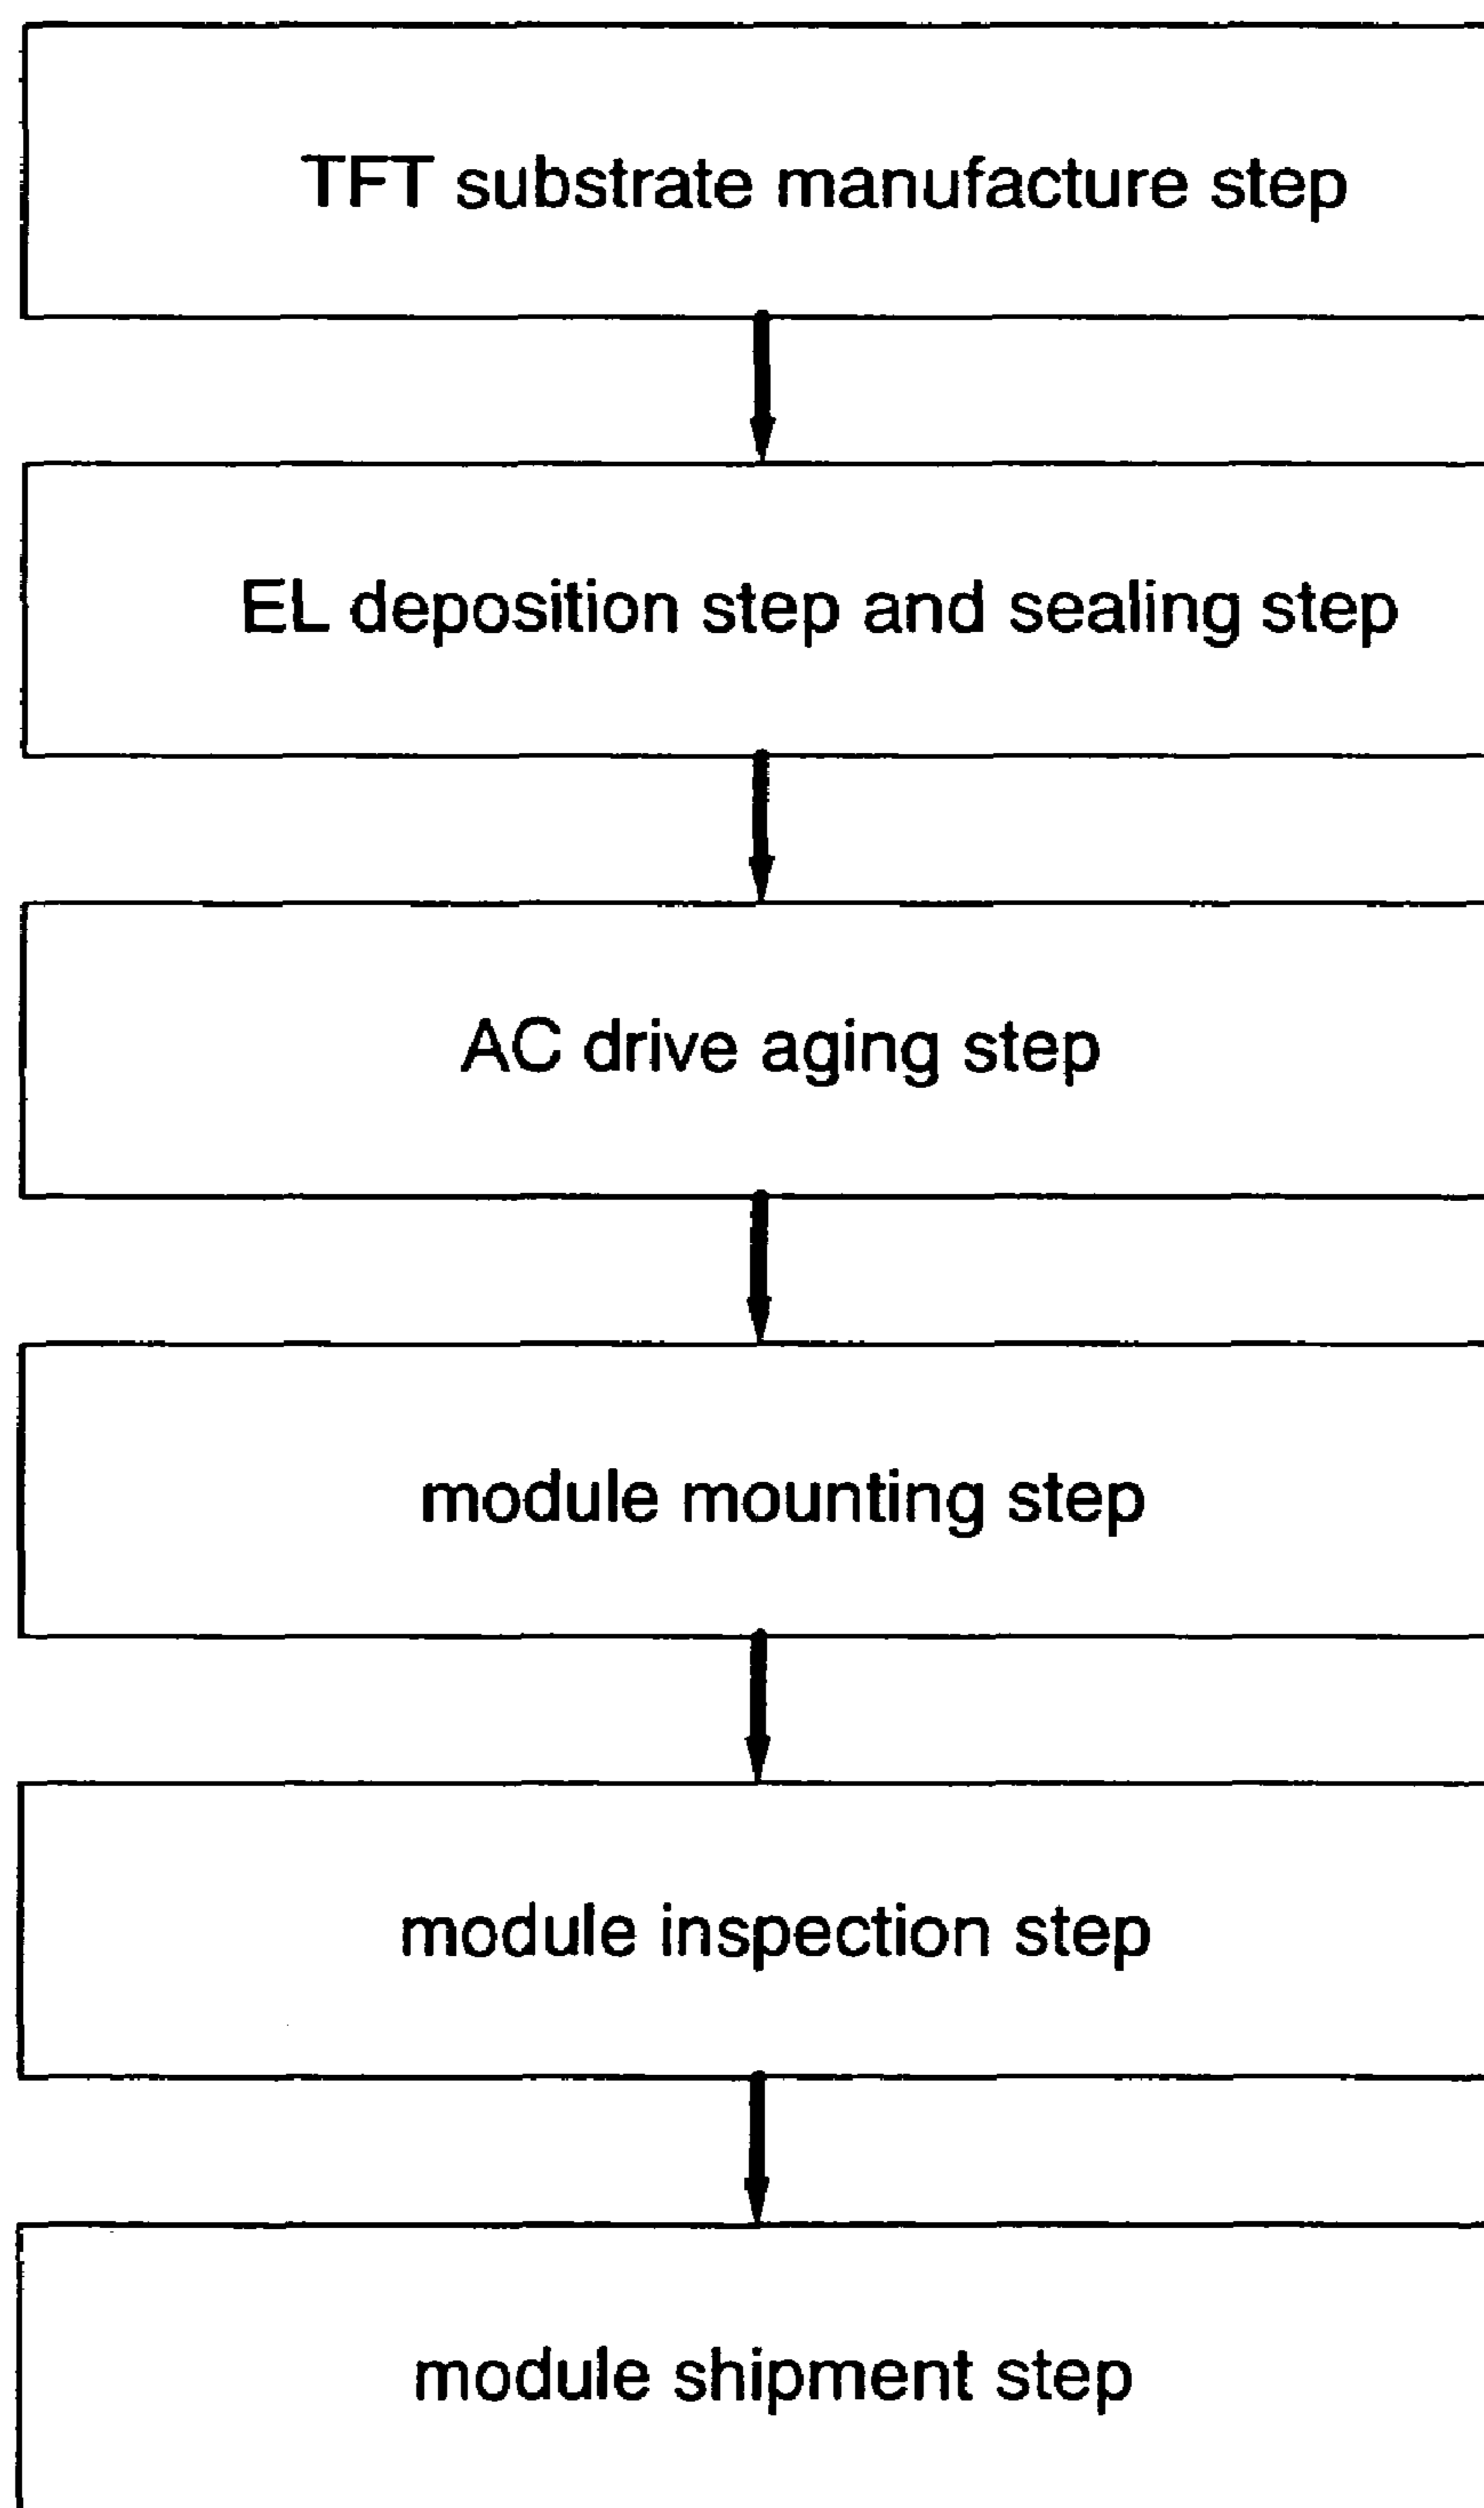 TFT substrate manufacture step
EL deposition step and sealing step
AC drive aging step
module mounting step
module inspection step
module shipment step